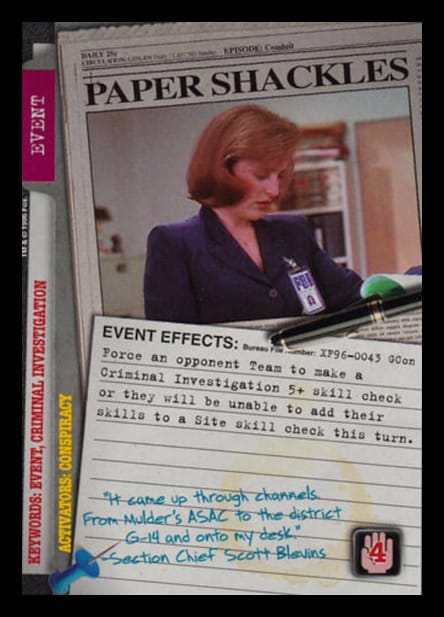 DAILY 25¢
EPISODE: Conduit
PAPER SHACKLES
EVENT
FBI
TM & © 1996 Fox.
KEYWORDS: EVENT, CRIMINAL INVESTIGATION
ACTIVATORS: CONSPIRACY
EVENT EFFECTS:
Bureau File Number: XF96-0043 GCon
Force an opponent Team to make a
Criminal Investigation 5+ skill check
or they will be unable to add their
skills to a Site skill check this turn.
"It came up through channels.
From Mulder's ASAC to the district
G-14 and onto my desk."
-Section Chief Scott Blevins
4